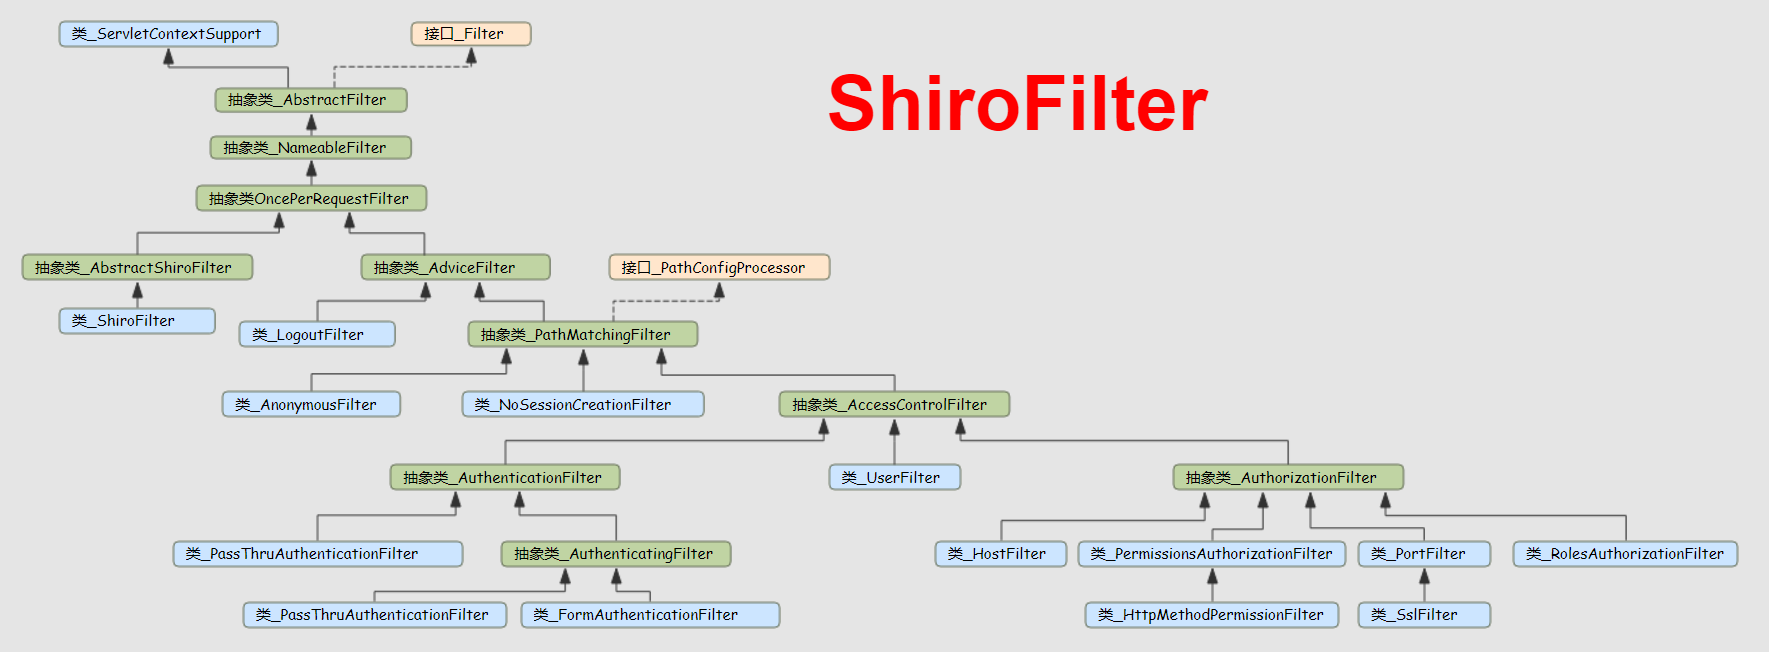 类_ServletContextSupport
接口_Filter
ShiroFilter
抽象类_AbstractFilter
抽象类_NameableFilter
抽象类OncePerRequestFilter
抽象类_AbstractShiroFilter
抽象类_AdviceFilter
接口_PathConfigProcessor
类_ShiroFilter
类_LogoutFilter
抽象类_PathMatchingFilter
类_AnonymousFilter
类_NoSessionCreationFilter
抽象类_AccessControlFilter
抽象类_AuthenticationFilter
类_UserFilter
抽象类_AuthorizationFilter
类_PassThruAuthenticationFilter
抽象类_AuthenticatingFilter
类_HostFilter
类_PermissionsAuthorizationFilter
类_PortFilter
类_RolesAuthorizationFilter
类_PassThruAuthenticationFilter
类_FormAuthenticationFilter
类_HttpMethodPermissionFilter
类_SslFilter